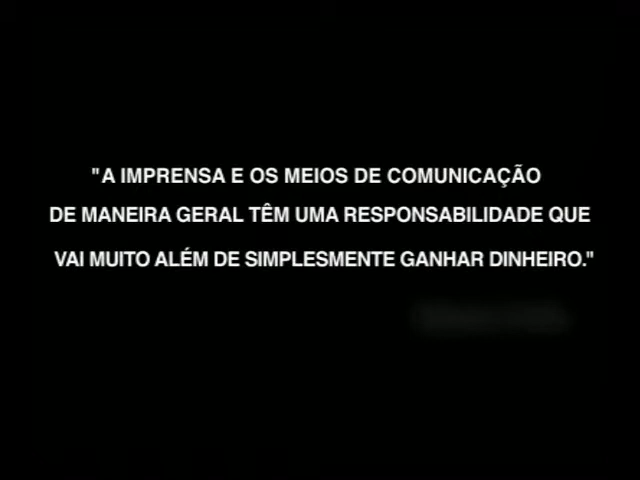 "A IMPRENSA E OS MEIOS DE COMUNICAÇÃO
DE MANEIRA GERAL TÊM UMA RESPONSABILIDADE QUE
VAI MUITO ALÉM DE SIMPLESMENTE GANHAR DINHEIRO."